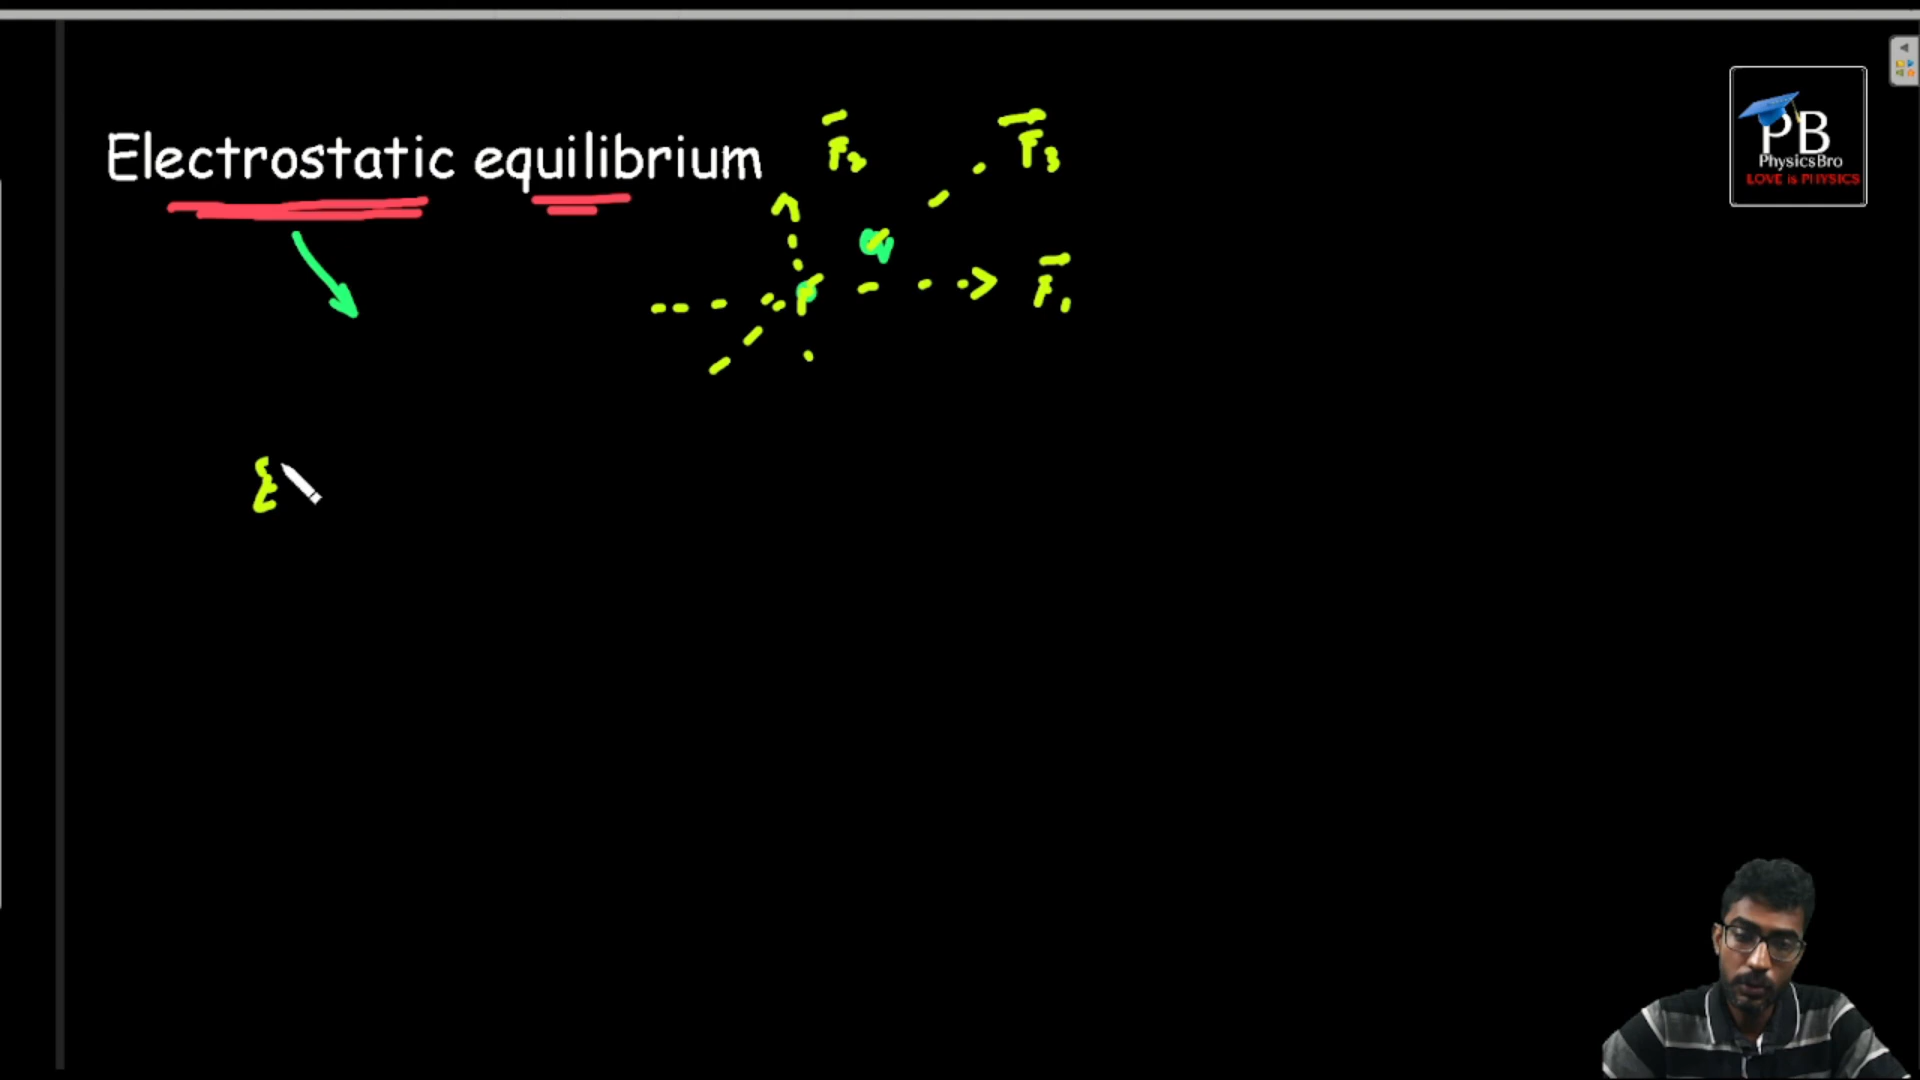 Electrostatic equilibrium
F₂
F₃
q
F₁
Σ
PB
PhysicsBro
LOVE is PHYSICS